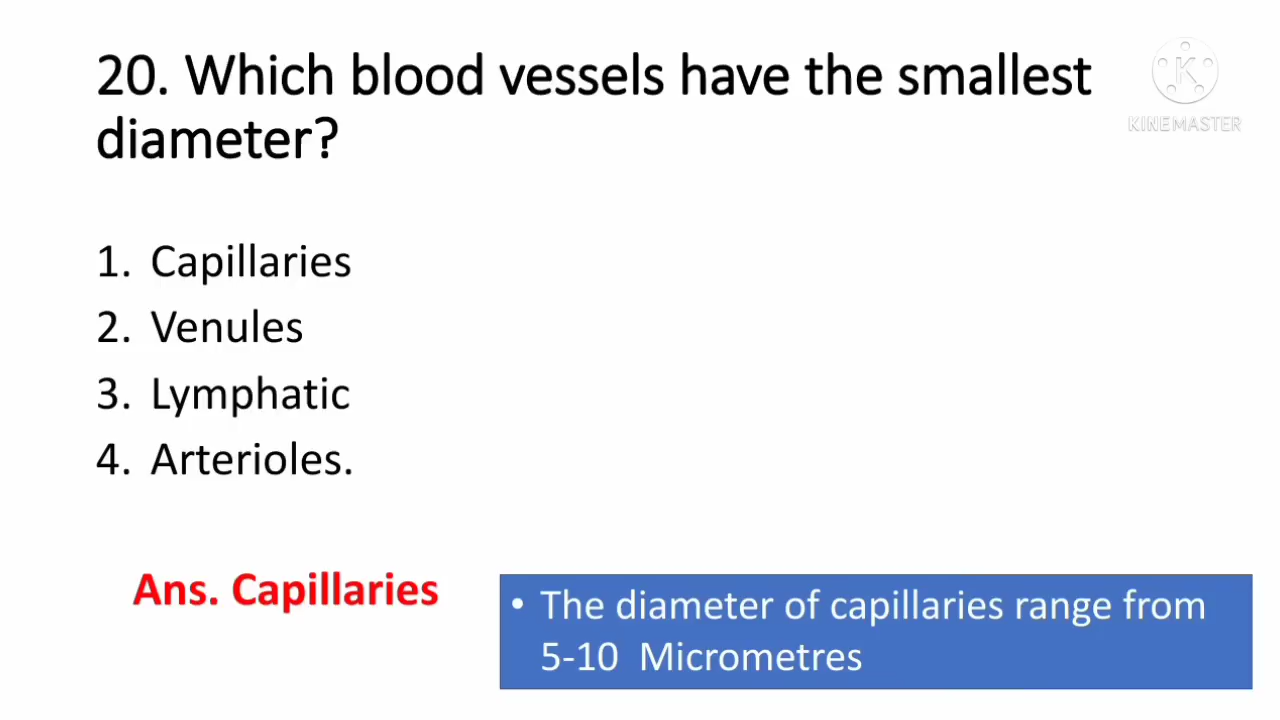 20. Which blood vessels have the smallest
diameter?
K
KINEMASTER
1. Capillaries
2. Venules
3. Lymphatic
4. Arterioles.
Ans. Capillaries
• The diameter of capillaries range from
5-10 Micrometres